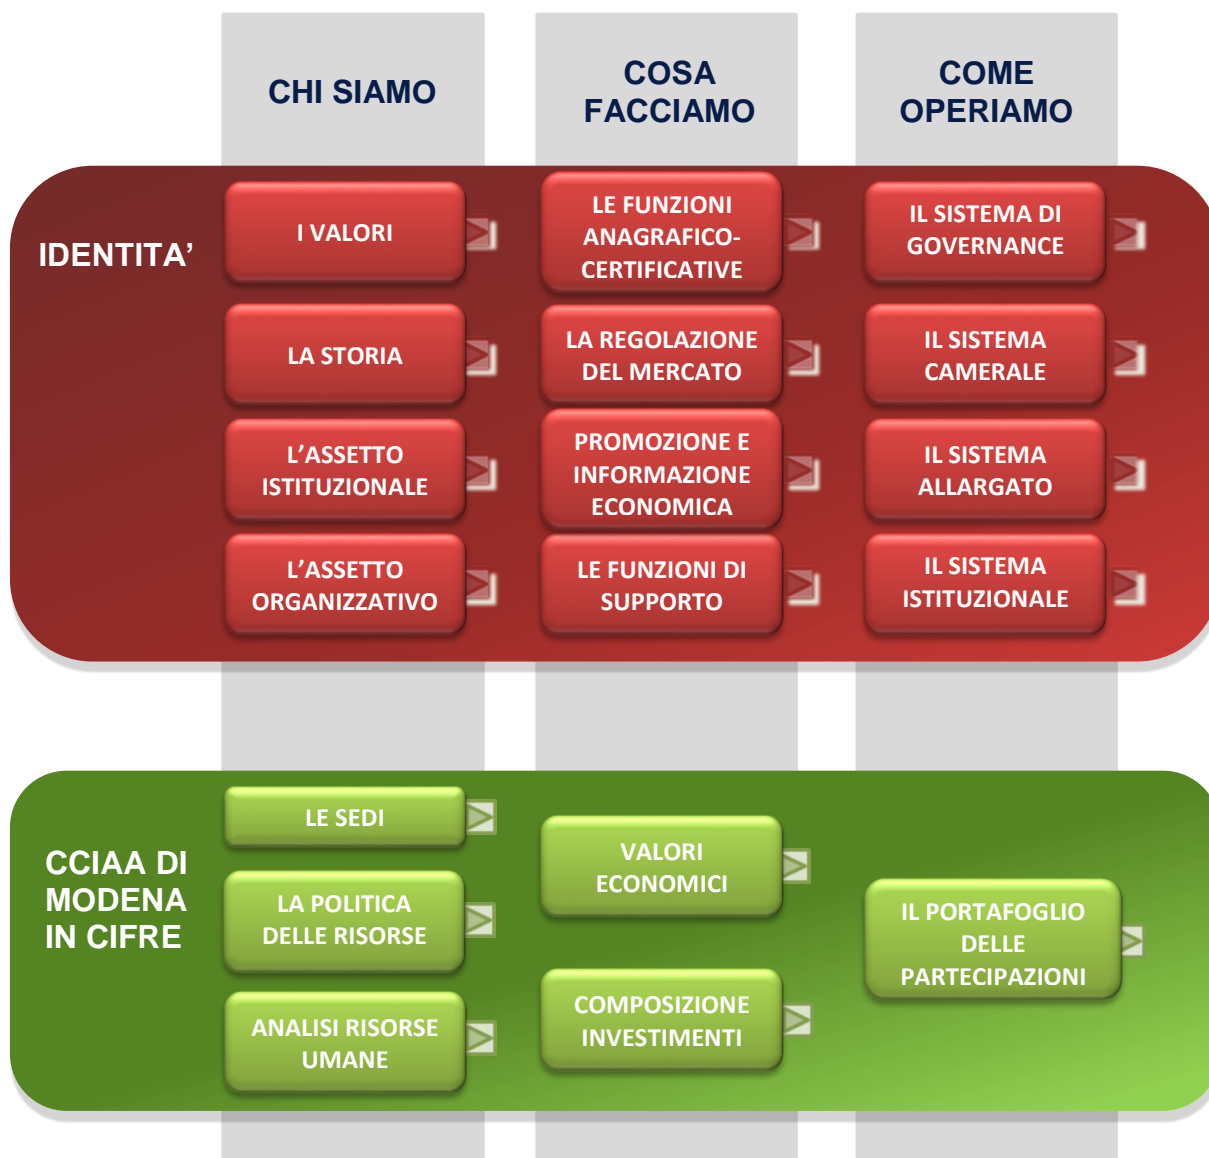 CHI SIAMO
COSA
FACCIAMO
COME
OPERIAMO
IDENTITA’
I VALORI
LE FUNZIONI
ANAGRAFICO-
CERTIFICATIVE
IL SISTEMA DI
GOVERNANCE
LA STORIA
LA REGOLAZIONE
DEL MERCATO
IL SISTEMA
CAMERALE
L’ASSETTO
ISTITUZIONALE
PROMOZIONE E
INFORMAZIONE
ECONOMICA
IL SISTEMA
ALLARGATO
L’ASSETTO
ORGANIZZATIVO
LE FUNZIONI DI
SUPPORTO
IL SISTEMA
ISTITUZIONALE
CCIAA DI
MODENA
IN CIFRE
LE SEDI
LA POLITICA
DELLE RISORSE
ANALISI RISORSE
UMANE
VALORI
ECONOMICI
COMPOSIZIONE
INVESTIMENTI
IL PORTAFOGLIO
DELLE
PARTECIPAZIONI